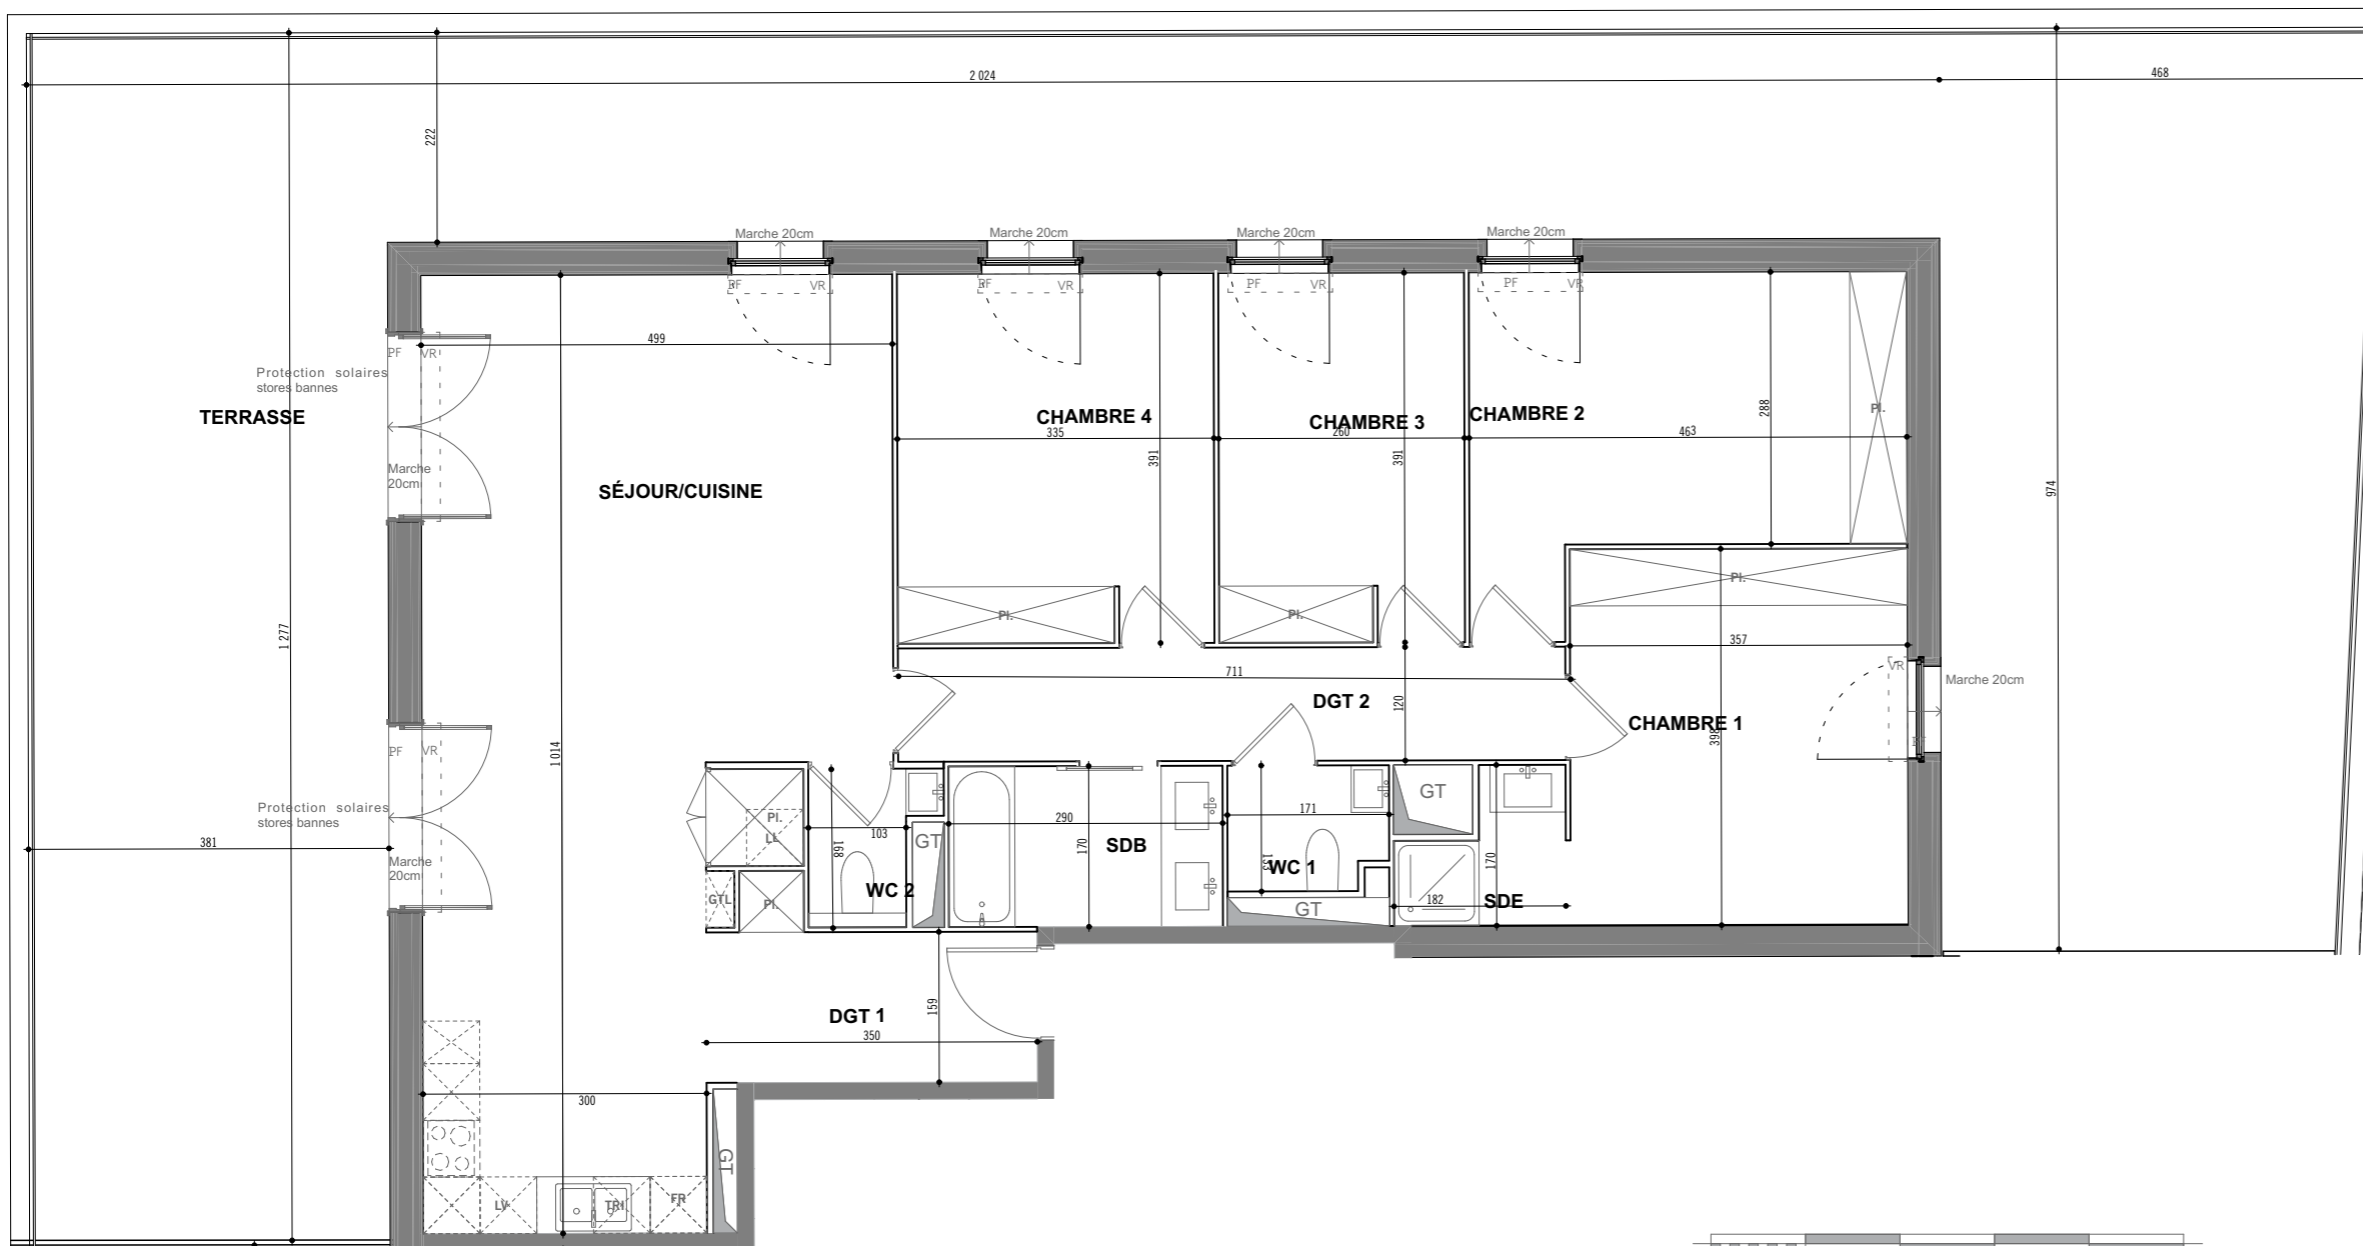 2 024
468
222
Marche 20cm
Marche 20cm
Marche 20cm
Marche 20cm
PF VR
PF VR
PF VR
PF VR
499
PF VR
Protection solaires
stores bannes
TERRASSE
CHAMBRE 4
CHAMBRE 3
CHAMBRE 2
288
Pl.
335
260
463
391
391
Marche
20cm
SÉJOUR/CUISINE
974
Pl.
Pl.
Pl.
1 277
357
VR
Marche 20cm
711
DGT 2
120
CHAMBRE 1
398
PF VR
1 014
Protection solaires
stores bannes
381
Marche
20cm
Pl.
LL
103
168
GT
290
170
SDB
171
153
WC 1
GT
170
WC 2
GTL
Pl.
GT
182
SDE
159
DGT 1
350
300
GT
LV
TRI
FR